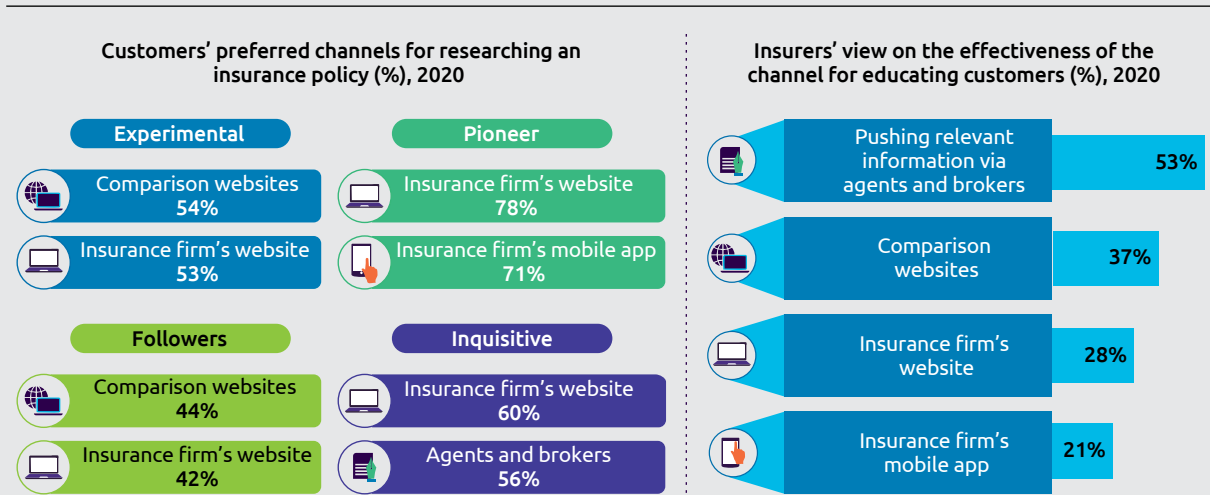 Customers’ preferred channels for researching an
insurance policy (%), 2020
Experimental
Comparison websites
54%
Insurance firm’s website
53%
Pioneer
Insurance firm’s website
78%
Insurance firm’s mobile app
71%
Followers
Comparison websites
44%
Insurance firm’s website
42%
Inquisitive
Insurance firm’s website
60%
Agents and brokers
56%
Insurers’ view on the effectiveness of the
channel for educating customers (%), 2020
Pushing relevant
information via
agents and brokers
53%
Comparison
websites
37%
Insurance firm’s
website
28%
Insurance firm’s
mobile app
21%